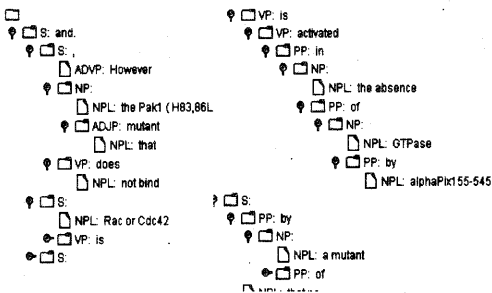 S: and.
S: ,
ADVP: However
NP:
NPL: the Pak1 (H83,86L
ADJP: mutant
NPL: that
VP: does
NPL: not bind
S:
NPL: Rac or Cdc42
VP: is
S:
VP: is
VP: activated
PP: in
NP:
NPL: the absence
PP: of
NP:
NPL: GTPase
PP: by
NPL: alphaPix155-545
S:
PP: by
NP:
NPL: a mutant
PP: of